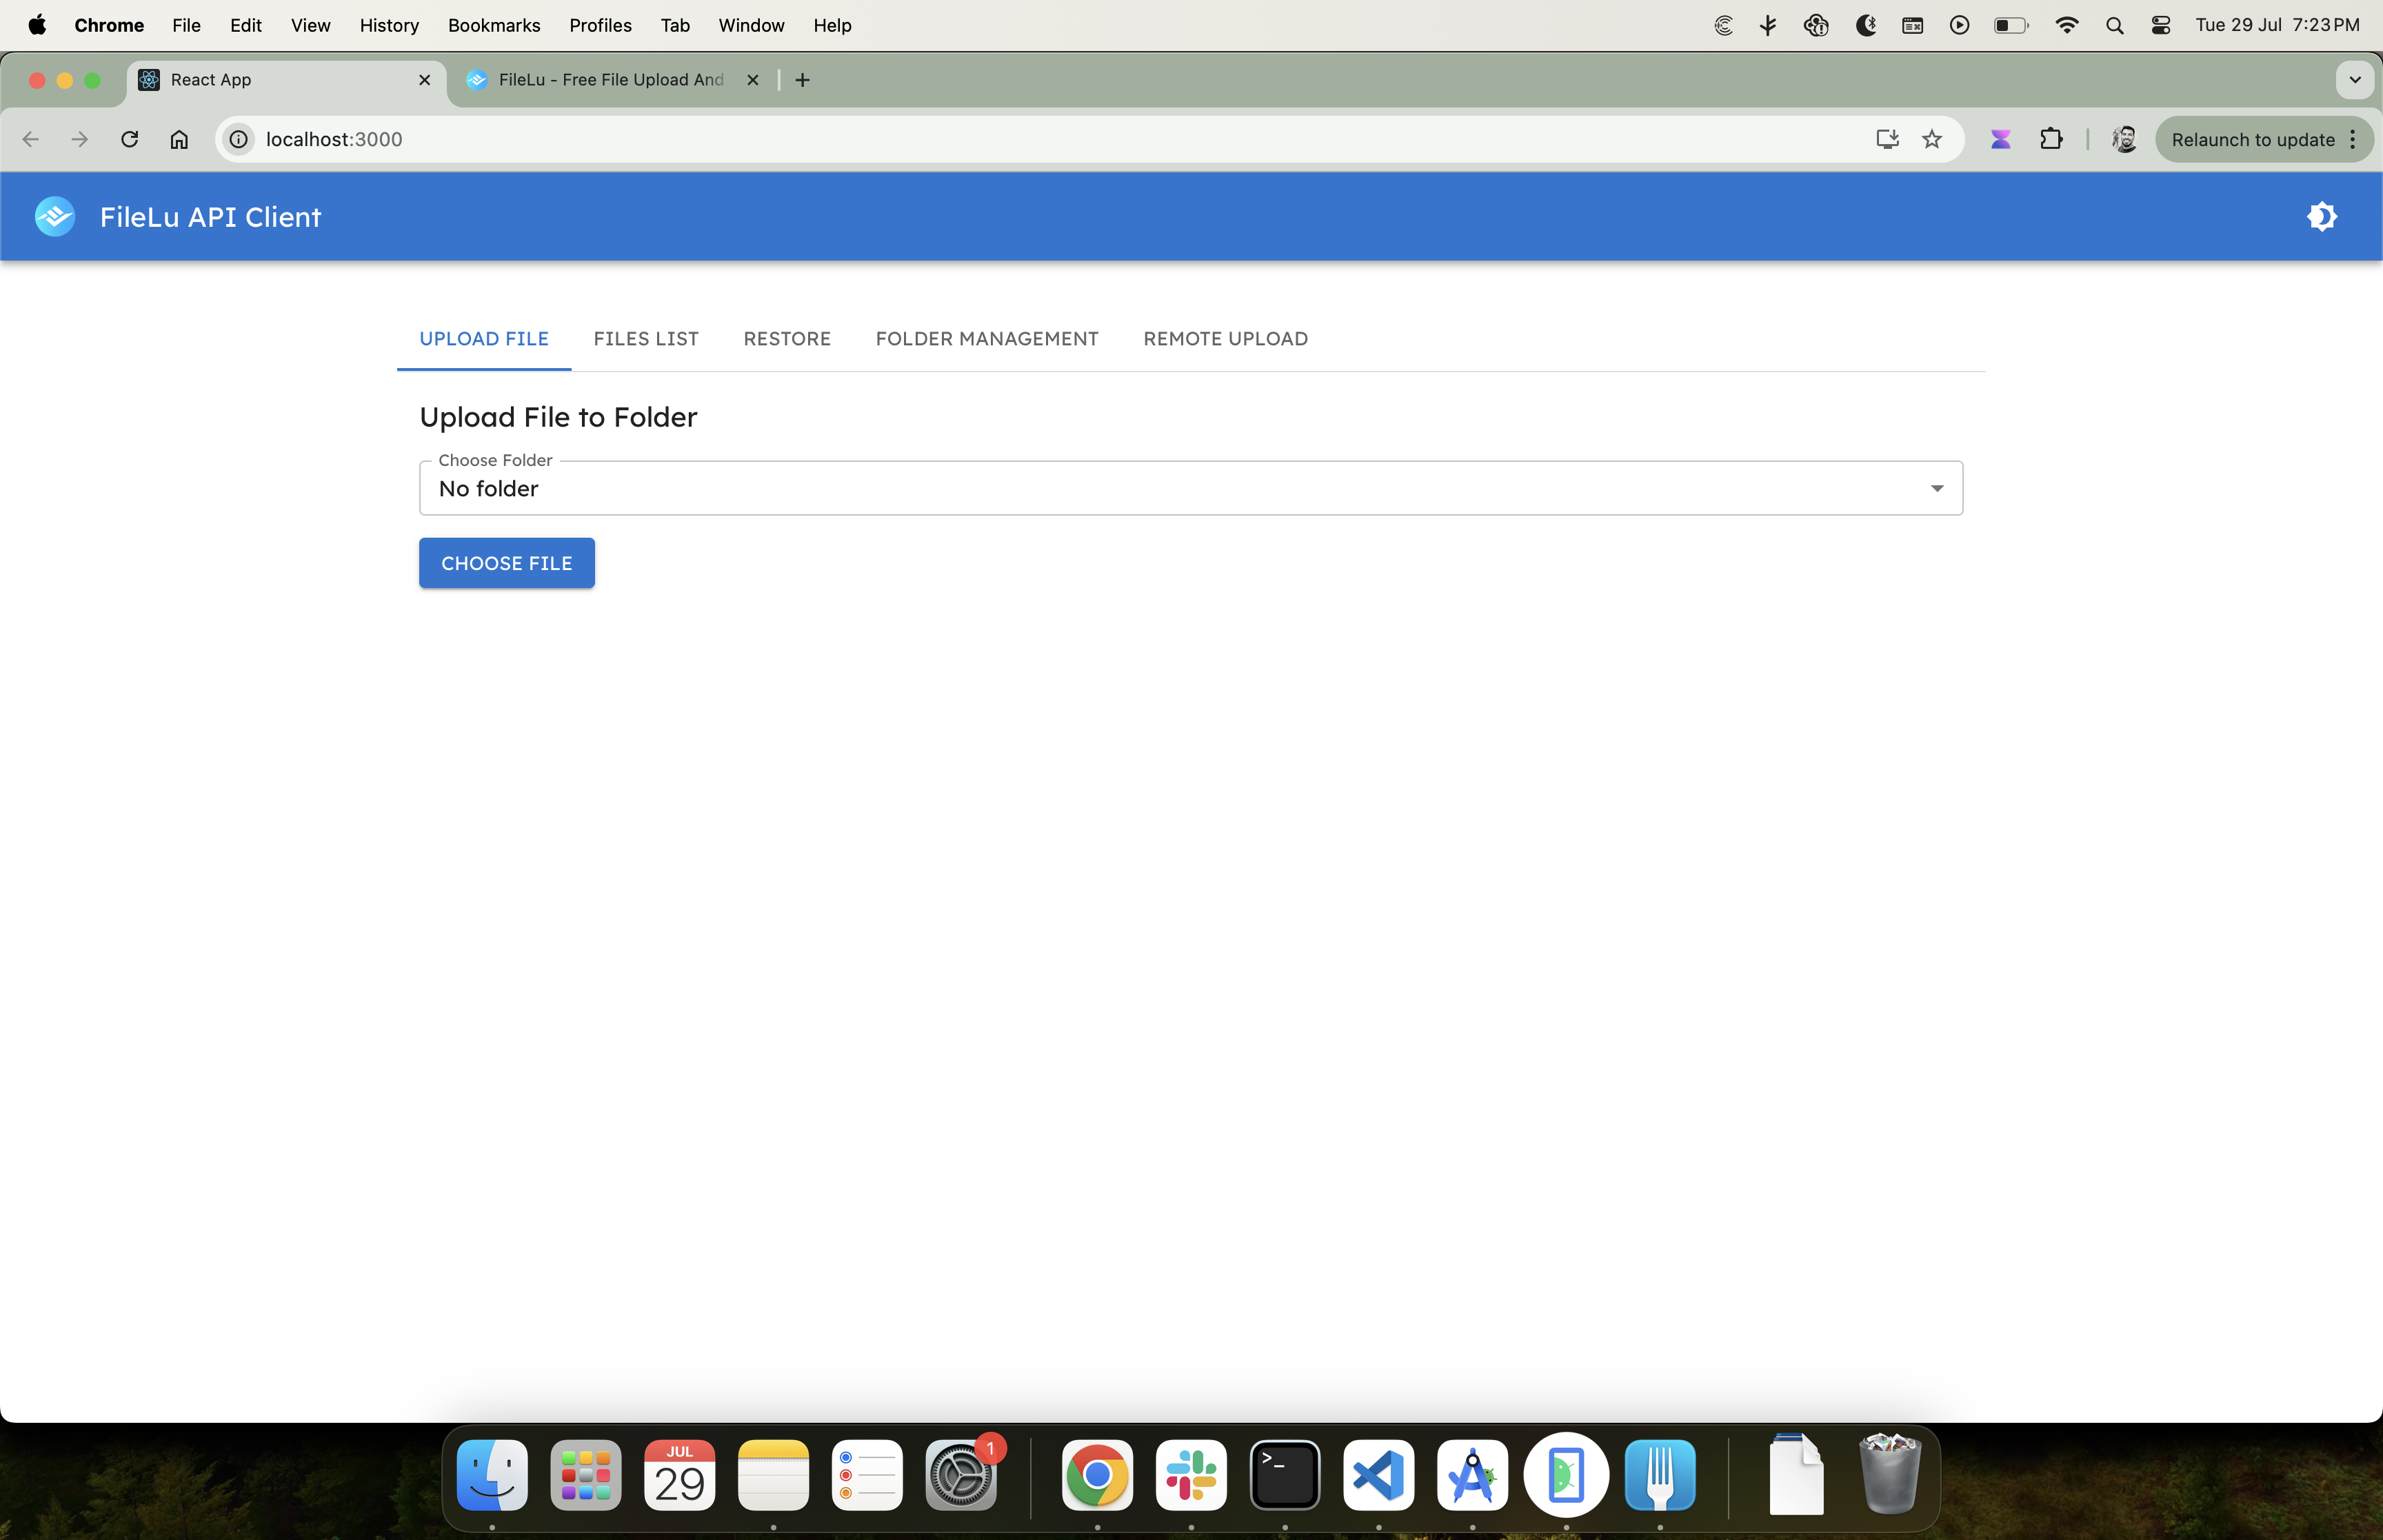 Chrome File Edit View History Bookmarks Profiles Tab Window Help Tue 29 Jul 7:23 PM
React App FileLu - Free File Upload And
localhost:3000 Relaunch to update
FileLu API Client
UPLOAD FILE FILES LIST RESTORE FOLDER MANAGEMENT REMOTE UPLOAD
Upload File to Folder
Choose Folder
No folder
CHOOSE FILE
1
JUL
29
>_